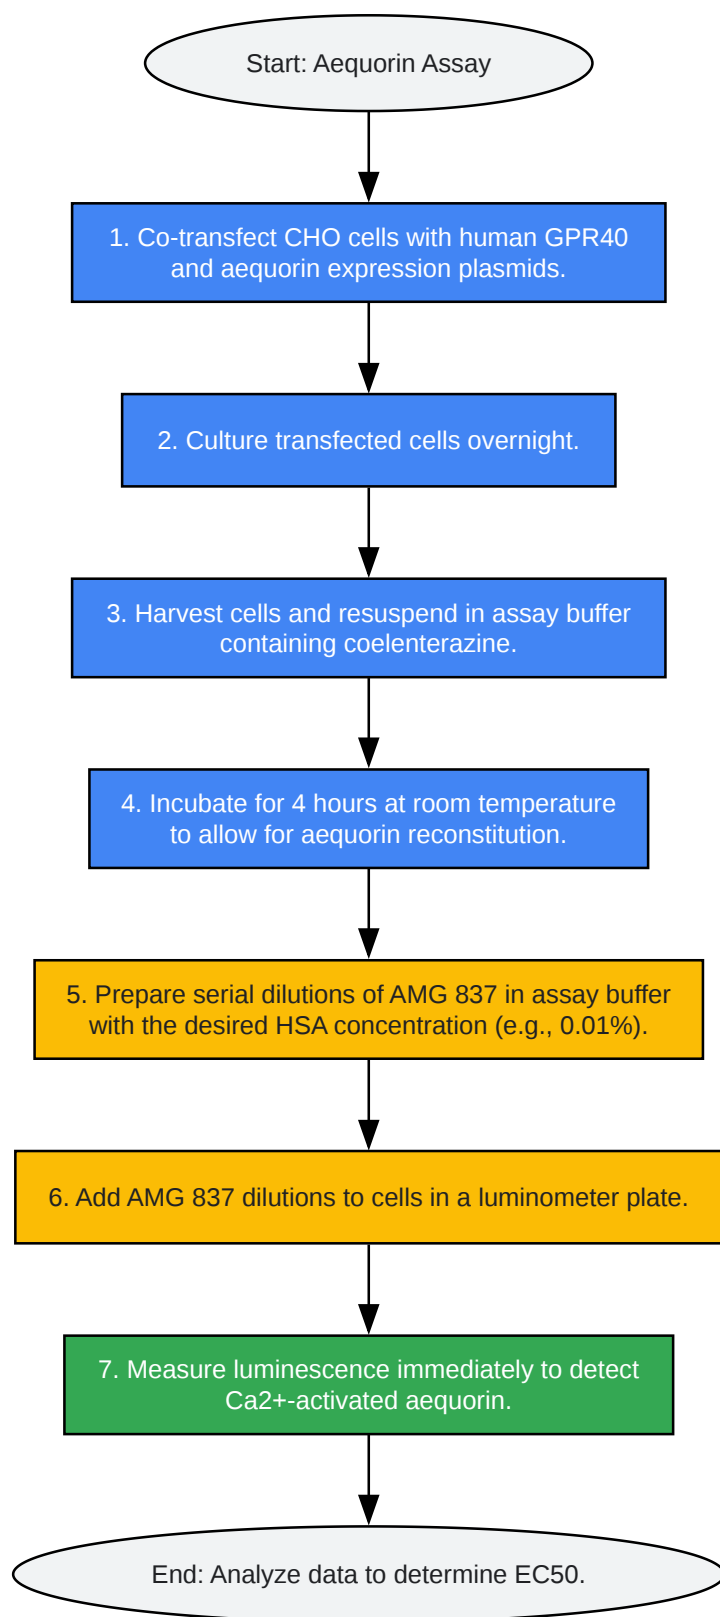 Start: Aequorin Assay
1. Co-transfect CHO cells with human GPR40
and aequorin expression plasmids.
2. Culture transfected cells overnight.
3. Harvest cells and resuspend in assay buffer
containing coelenterazine.
4. Incubate for 4 hours at room temperature
to allow for aequorin reconstitution.
5. Prepare serial dilutions of AMG 837 in assay buffer
with the desired HSA concentration (e.g., 0.01%).
6. Add AMG 837 dilutions to cells in a luminometer plate.
7. Measure luminescence immediately to detect
Ca2+-activated aequorin.
End: Analyze data to determine EC50.